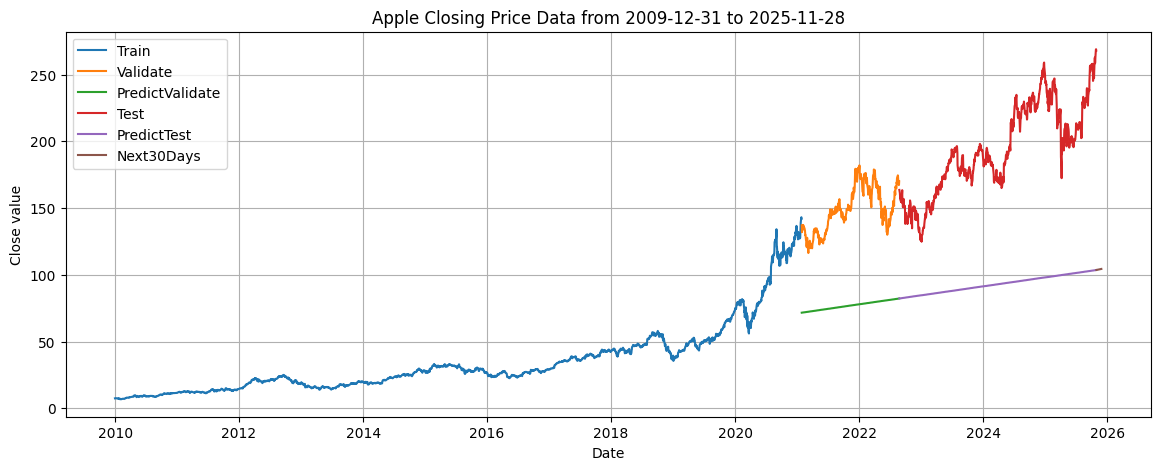 Apple Closing Price Data from 2009-12-31 to 2025-11-28
Train
Validate
PredictValidate
Test
PredictTest
Next30Days
Close value
250
200
150
100
50
0
2010 2012 2014 2016 2018 2020 2022 2024 2026
Date